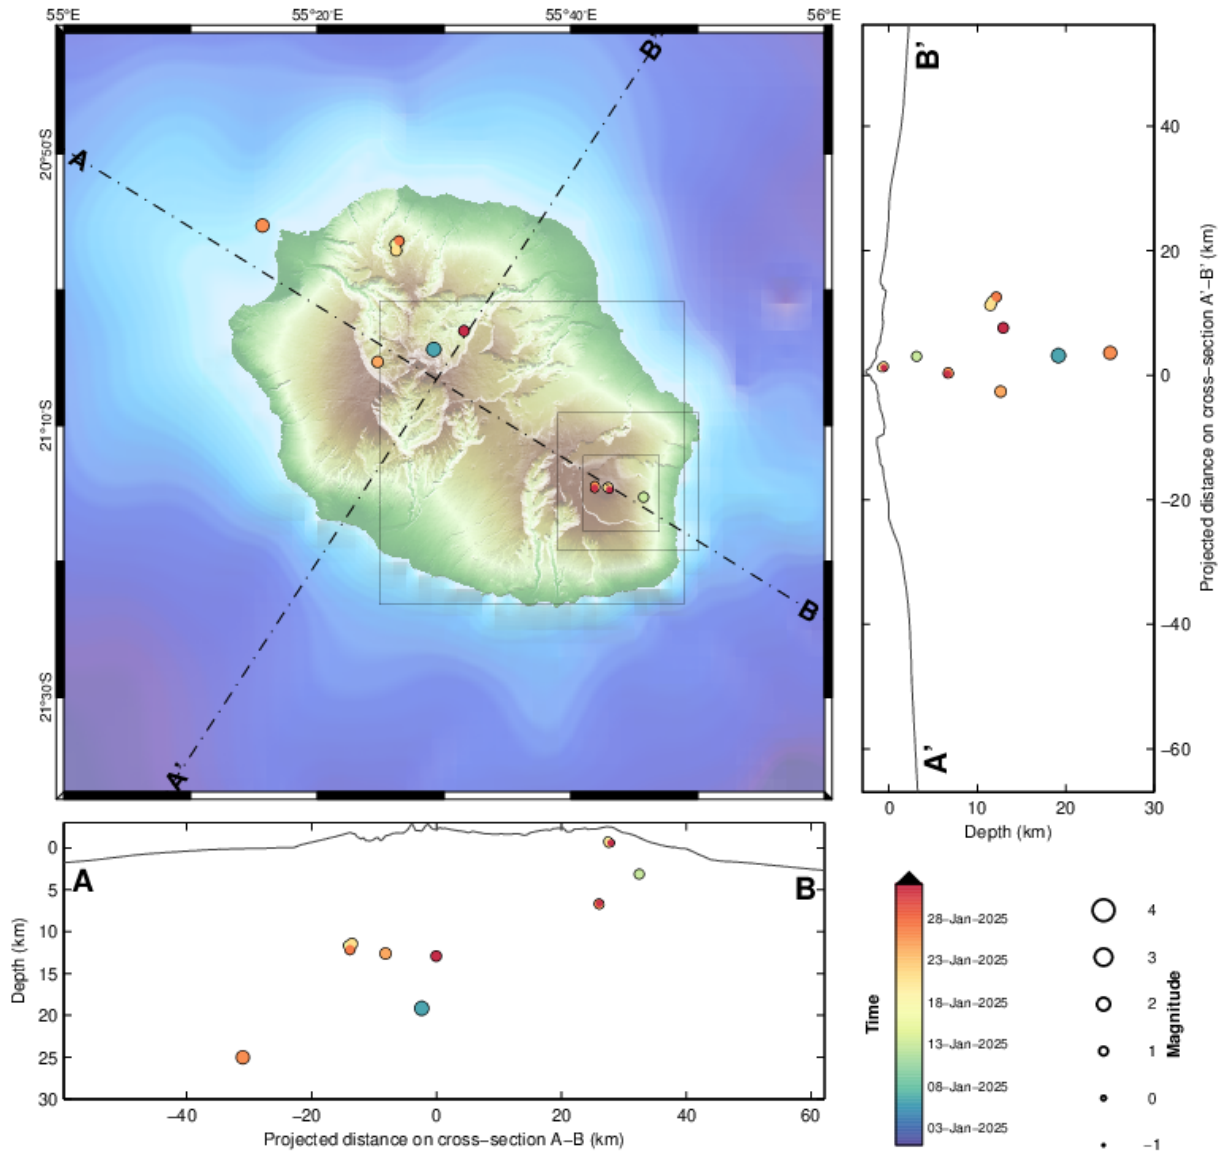 55°E
55°20'E
55°40'E
56°E
20°50'S
21°10'S
21°30'S
A
B
A'
B'
B'
A'
40
20
0
−20
−40
−60
Projected distance on cross−section A'−B' (km)
0
10
20
30
Depth (km)
0
5
10
15
20
25
30
Depth (km)
A
B
−40
−20
0
20
40
60
Projected distance on cross−section A−B (km)
Time
28−Jan−2025
23−Jan−2025
18−Jan−2025
13−Jan−2025
08−Jan−2025
03−Jan−2025
4
3
2
1
0
−1
Magnitude